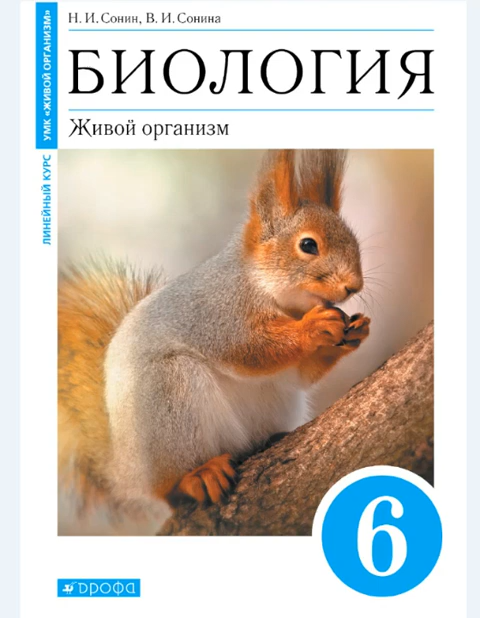 Н. И. Сонин, В. И. Сонина
БИОЛОГИЯ
Живой организм
ЛИНЕЙНЫЙ КУРС УМК «ЖИВОЙ ОРГАНИЗМ»
6
дрофа